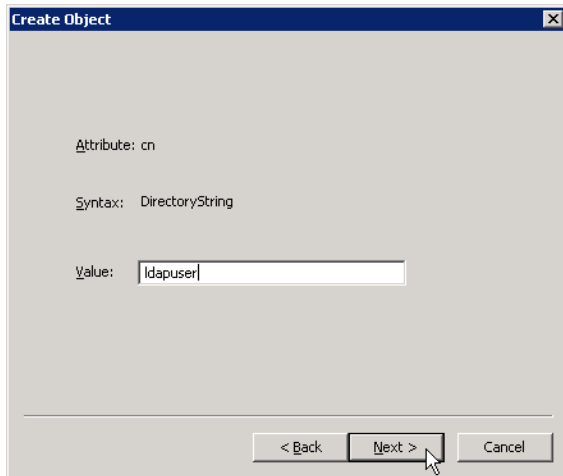 Create Object
Attribute: cn
Syntax: DirectoryString
Value: ldapuser
< Back Next > Cancel